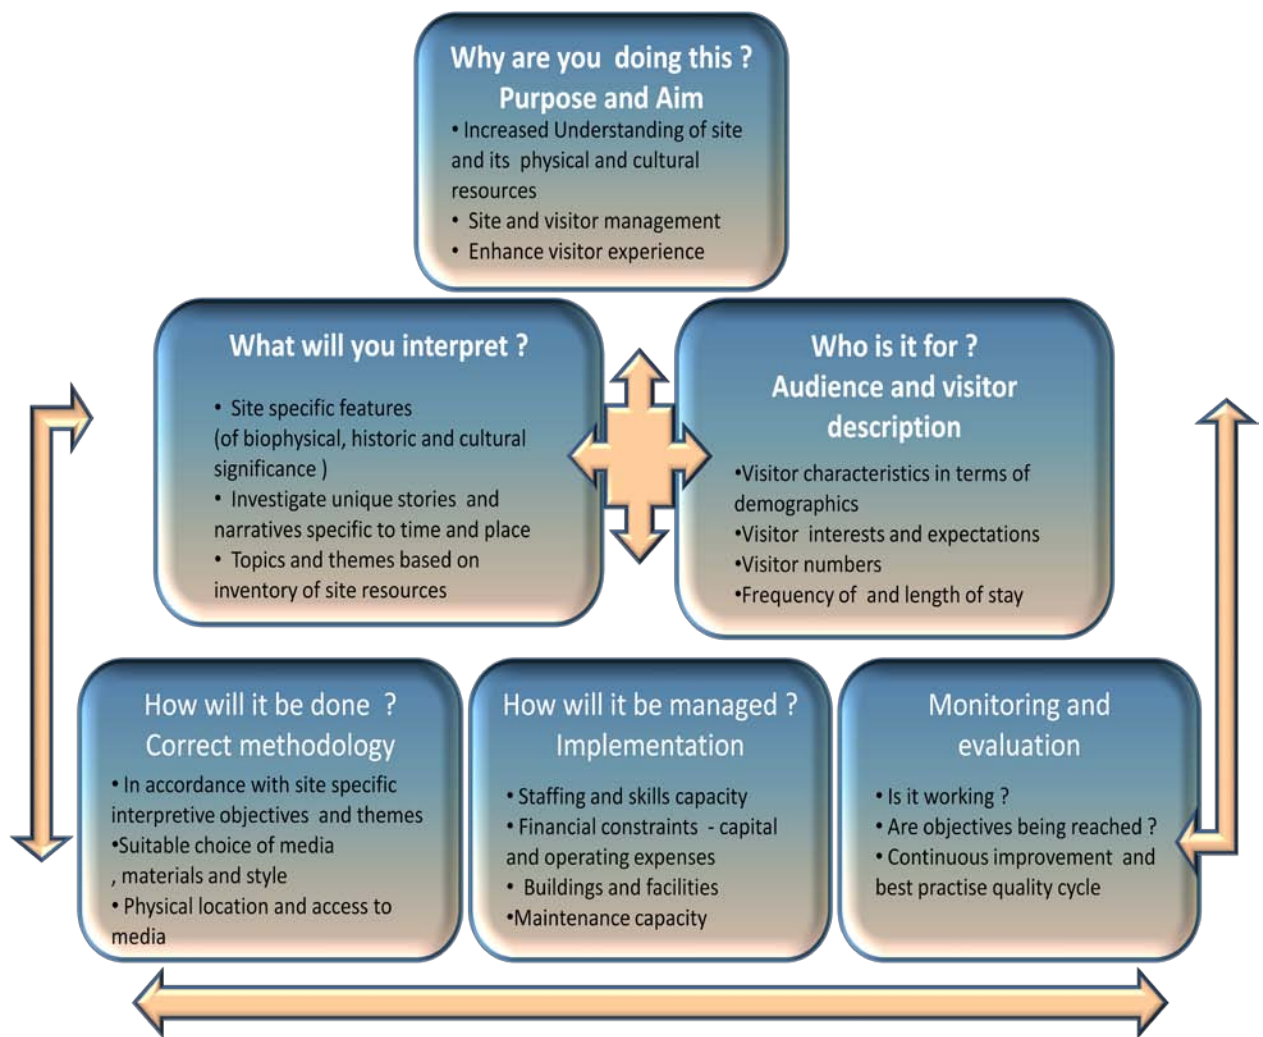 Why are you doing this ?
Purpose and Aim
• Increased Understanding of site
and its physical and cultural
resources
• Site and visitor management
• Enhance visitor experience
What will you interpret ?
• Site specific features
(of biophysical, historic and cultural
significance )
• Investigate unique stories and
narratives specific to time and place
• Topics and themes based on
inventory of site resources
Who is it for ?
Audience and visitor
description
•Visitor characteristics in terms of
demographics
•Visitor interests and expectations
•Visitor numbers
•Frequency of and length of stay
How will it be done ?
Correct methodology
• In accordance with site specific
interpretive objectives and themes
•Suitable choice of media
, materials and style
• Physical location and access to
media
How will it be managed ?
Implementation
• Staffing and skills capacity
• Financial constraints - capital
and operating expenses
• Buildings and facilities
•Maintenance capacity
Monitoring and
evaluation
• Is it working ?
• Are objectives being reached ?
• Continuous improvement and
best practise quality cycle